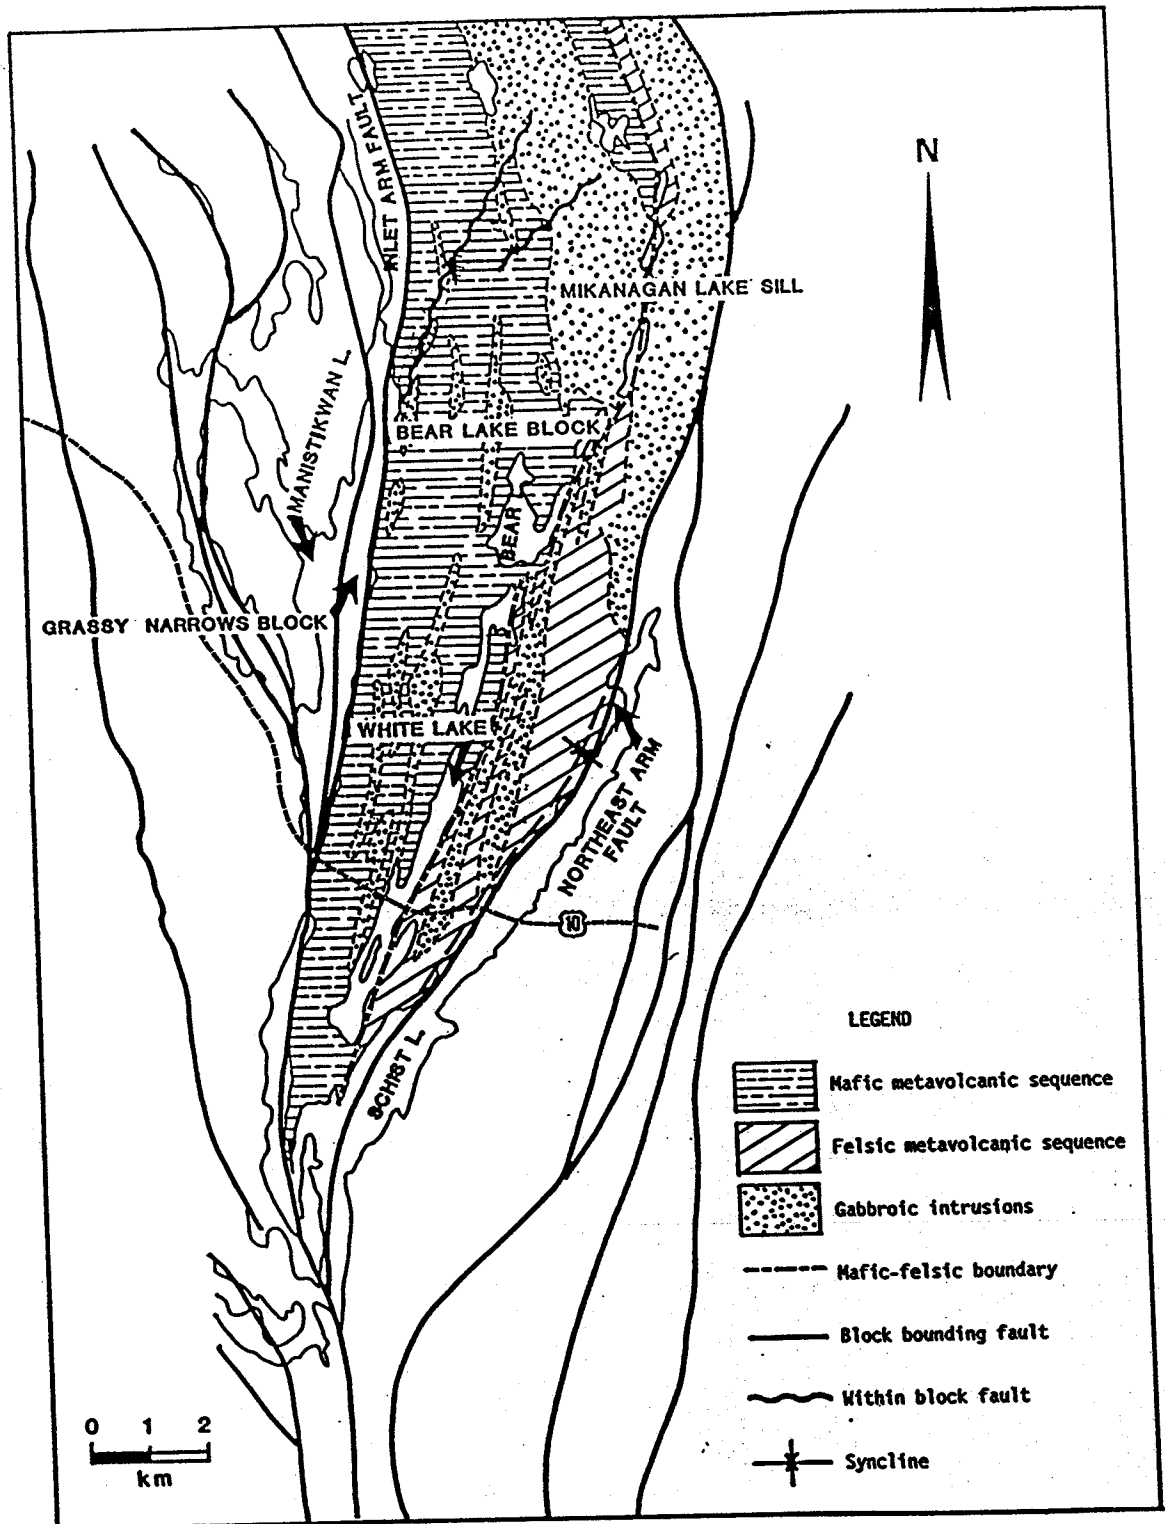 N
INLET ARM FAULT
MIKANAGAN LAKE SILL
MANISTIKWAN L.
BEAR LAKE BLOCK
BEAR
GRASSY NARROWS BLOCK
WHITE LAKE
NORTHEAST ARM
FAULT
10
SCHIST L.
LEGEND
Mafic metavolcanic sequence
Felsic metavolcanic sequence
Gabbroic intrusions
Mafic-felsic boundary
Block bounding fault
Within block fault
Syncline
0 1 2
km